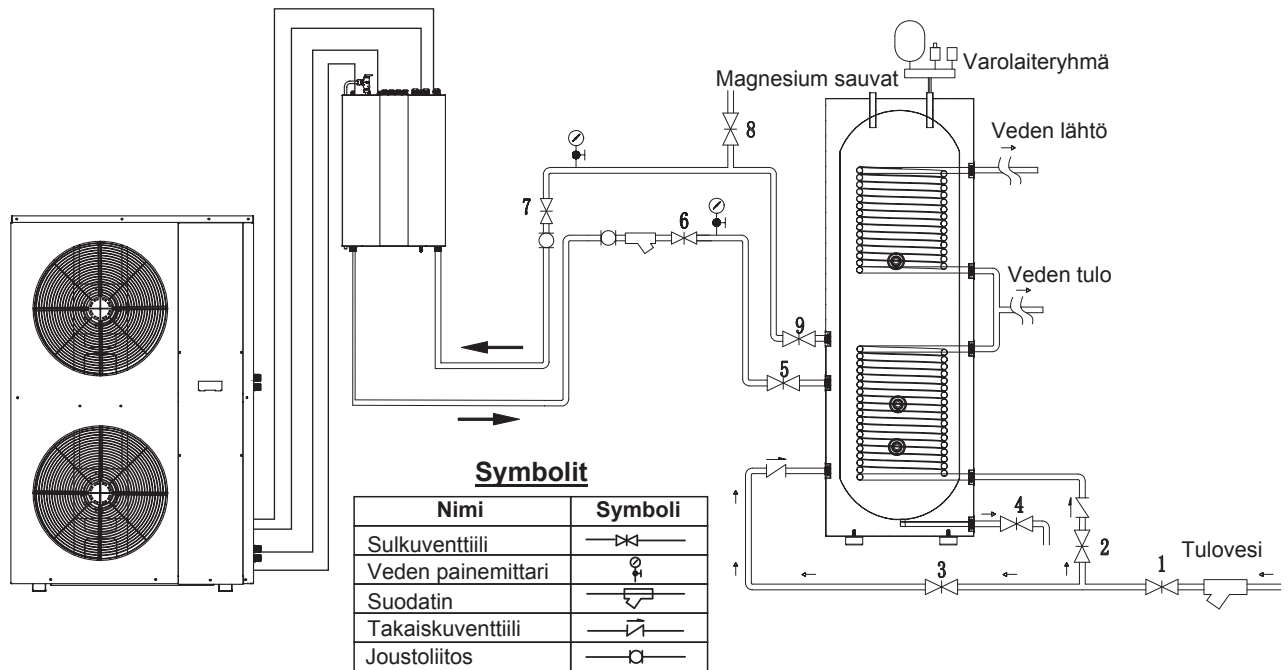 Magnesium sauvat
Varolaiteryhmä
8
Veden lähtö
7
6
Veden tulo
9
5
4
2
Tulovesi
1
3
Symbolit
Nimi Symboli
Sulkuventtiili
Veden painemittari
Suodatin
Takaiskuventtiili
Joustoliitos